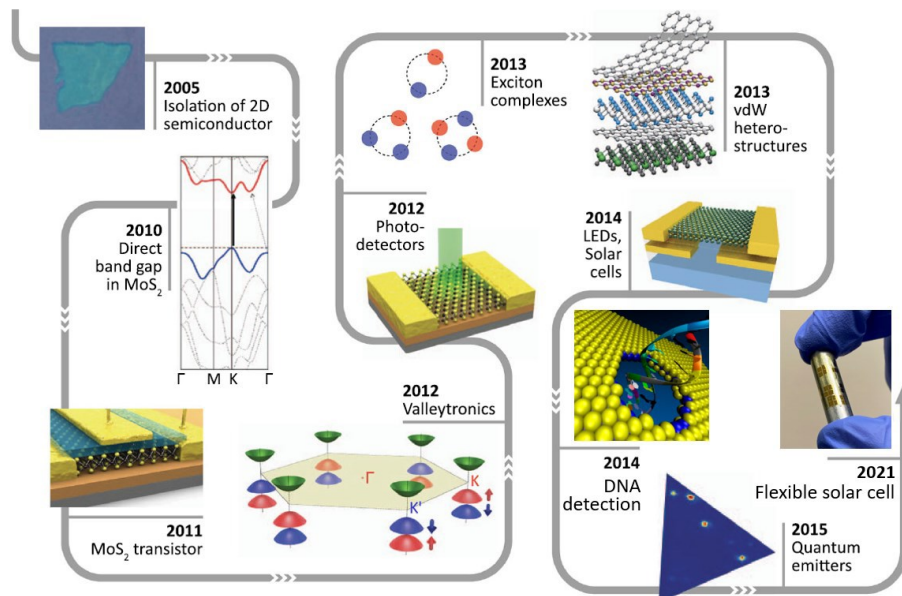 2005
Isolation of 2D
semiconductor
2010
Direct
band gap
in MoS₂
Γ M K Γ
2011
MoS₂ transistor
2012
Valleytronics
·Γ
K
K'
2012
Photo-
detectors
2013
Exciton
complexes
2013
vdW
hetero-
structures
2014
LEDs,
Solar
cells
2014
DNA
detection
2015
Quantum
emitters
2021
Flexible solar cell